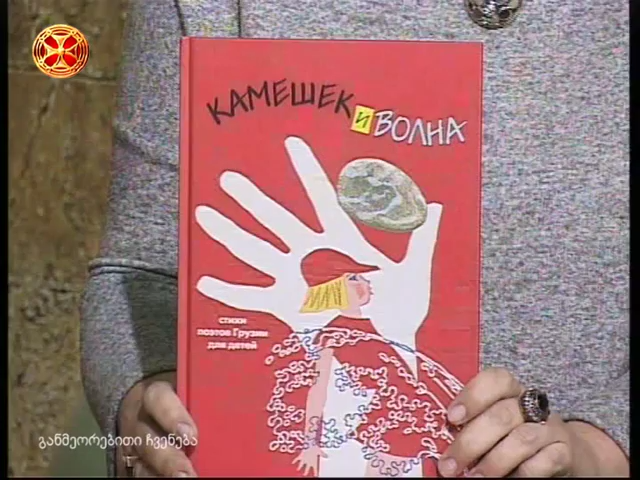 КАМЕШЕК
И ВОЛНА
стихи
поэтов Грузии
для детей
განმეორებითი ჩვენება